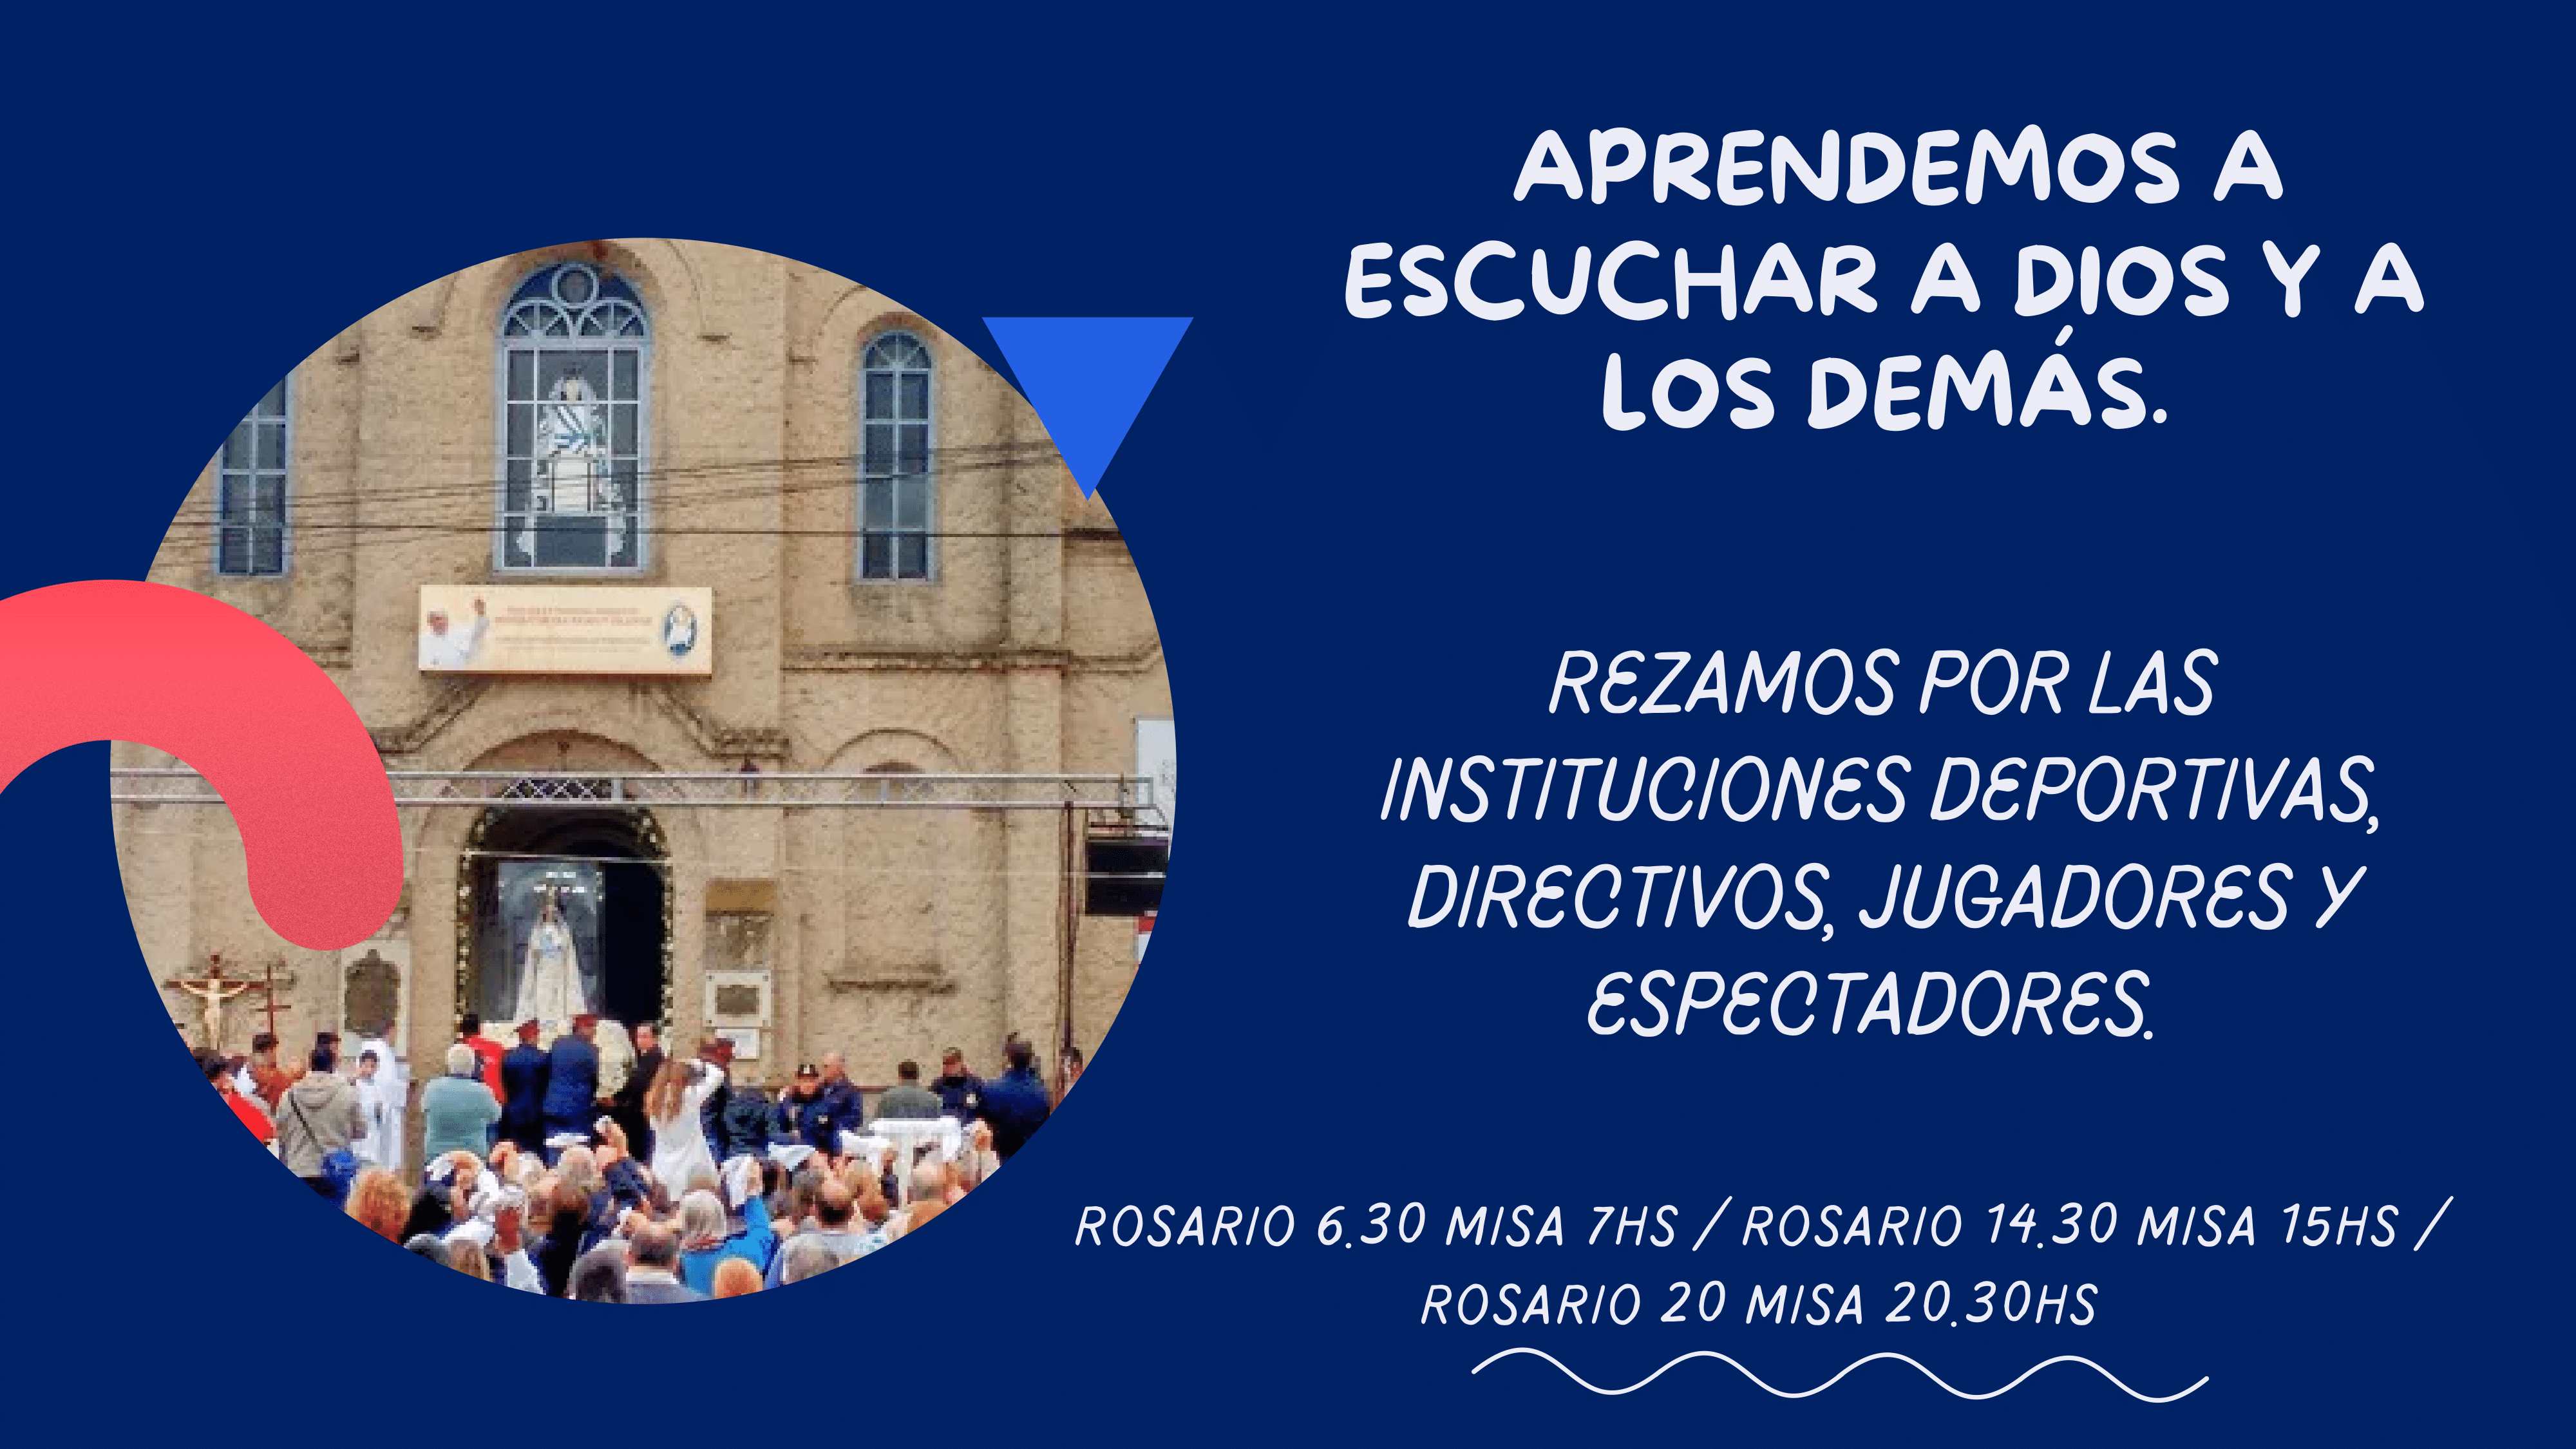 APRENDEMOS A
ESCUCHAR A DIOS Y A
LOS DEMÁS.
REZAMOS POR LAS
INSTITUCIONES DEPORTIVAS,
DIRECTIVOS, JUGADORES Y
ESPECTADORES.
ROSARIO 6.30 MISA 7HS / ROSARIO 14.30 MISA 15HS /
ROSARIO 20 MISA 20.30HS